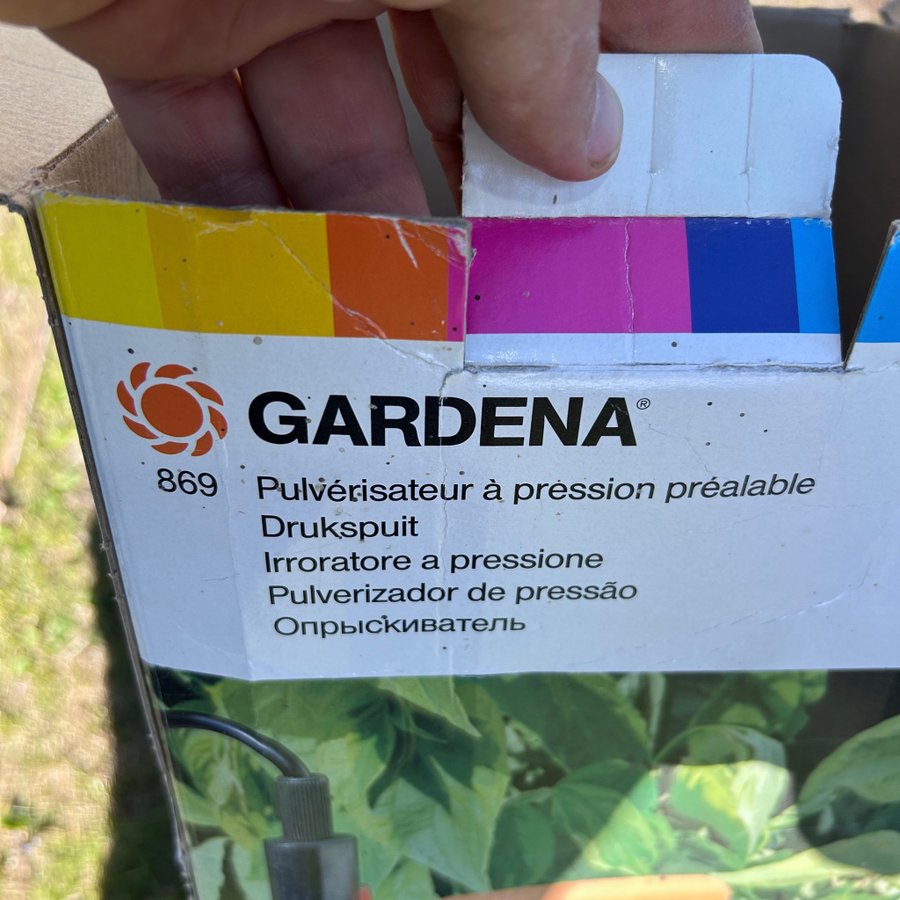 GARDENA®
869 Pulvérisateur à pression préalable
Drukspuit
Irroratore a pressione
Pulverizador de pressão
Опрыскиватель